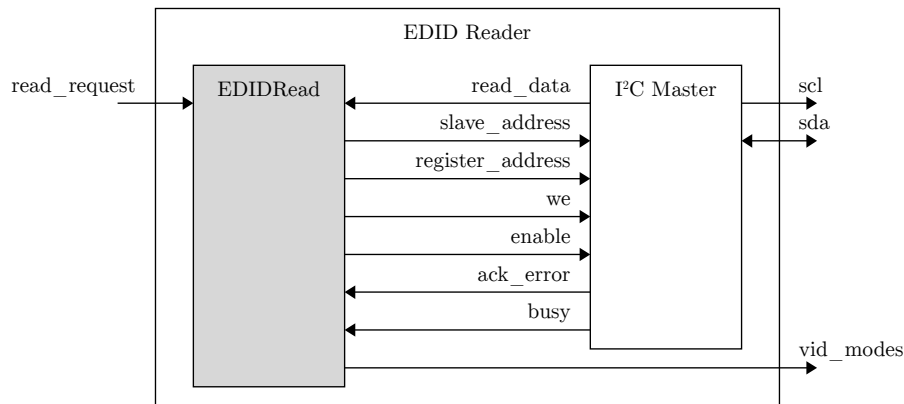 EDID Reader
read_request
EDIDRead
read_data
I²C Master
scl
slave_address
sda
register_address
we
enable
ack_error
busy
vid_modes